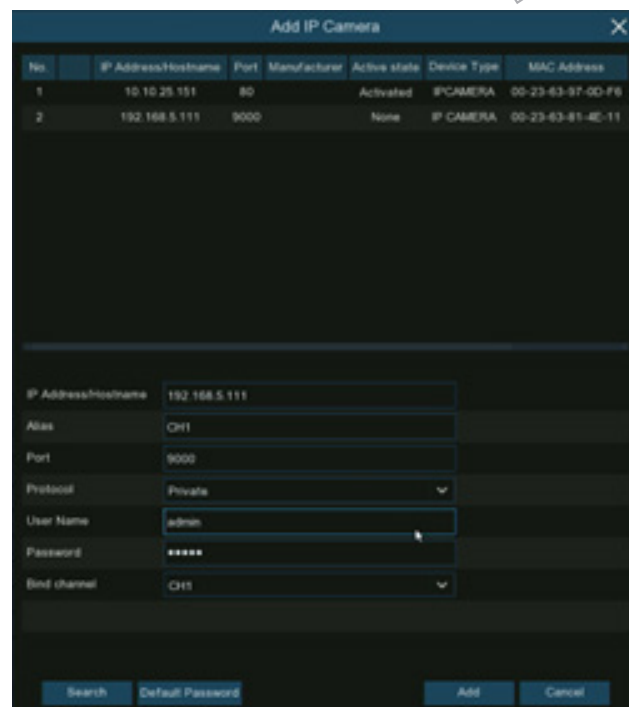 Add IP Camera
No. IP Address/Hostname Port Manufacturer Active state Device Type MAC Address
1 10.10.25.151 80 Activated IPCAMERA 00-23-63-97-0D-F6
2 192.168.5.111 9000 None IP CAMERA 00-23-63-81-4E-11
IP Address/Hostname 192.168.5.111
Alias CH1
Port 9000
Protocol Private
User Name admin
Password •••••
Bind channel CH1
Search Default Password Add Cancel